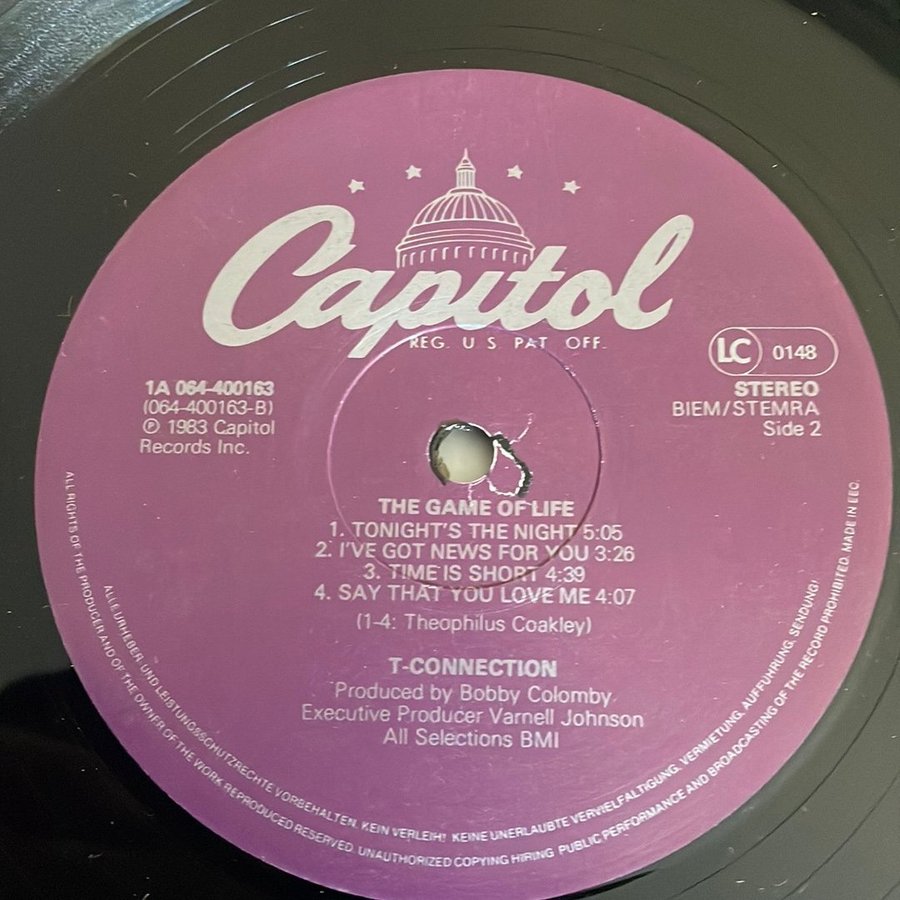 Capitol
REG. U S. PAT. OFF.
LC 0148
1A 064-400163
(064-400163-B)
℗ 1983 Capitol
Records Inc.
STEREO
BIEM/STEMRA
Side 2
THE GAME OF LIFE
1. TONIGHT'S THE NIGHT 5:05
2. I'VE GOT NEWS FOR YOU 3:26
3. TIME IS SHORT 4:39
4. SAY THAT YOU LOVE ME 4:07
(1-4: Theophilus Coakley)
T-CONNECTION
Produced by Bobby Colomby
Executive Producer Varnell Johnson
All Selections BMI
ALLE URHEBER- UND LEISTUNGSSCHUTZRECHTE VORBEHALTEN. KEIN VERLEIH! KEINE UNERLAUBTE VERVIELFALTIGUNG, VERMIETUNG, AUFFUHRUNG, SENDUNG!
ALL RIGHTS OF THE PRODUCER AND OF THE OWNER OF THE WORK REPRODUCED RESERVED. UNAUTHORIZED COPYING HIRING PUBLIC PERFORMANCE AND BROADCASTING OF THE RECORD PROHIBITED. MADE IN EEC.